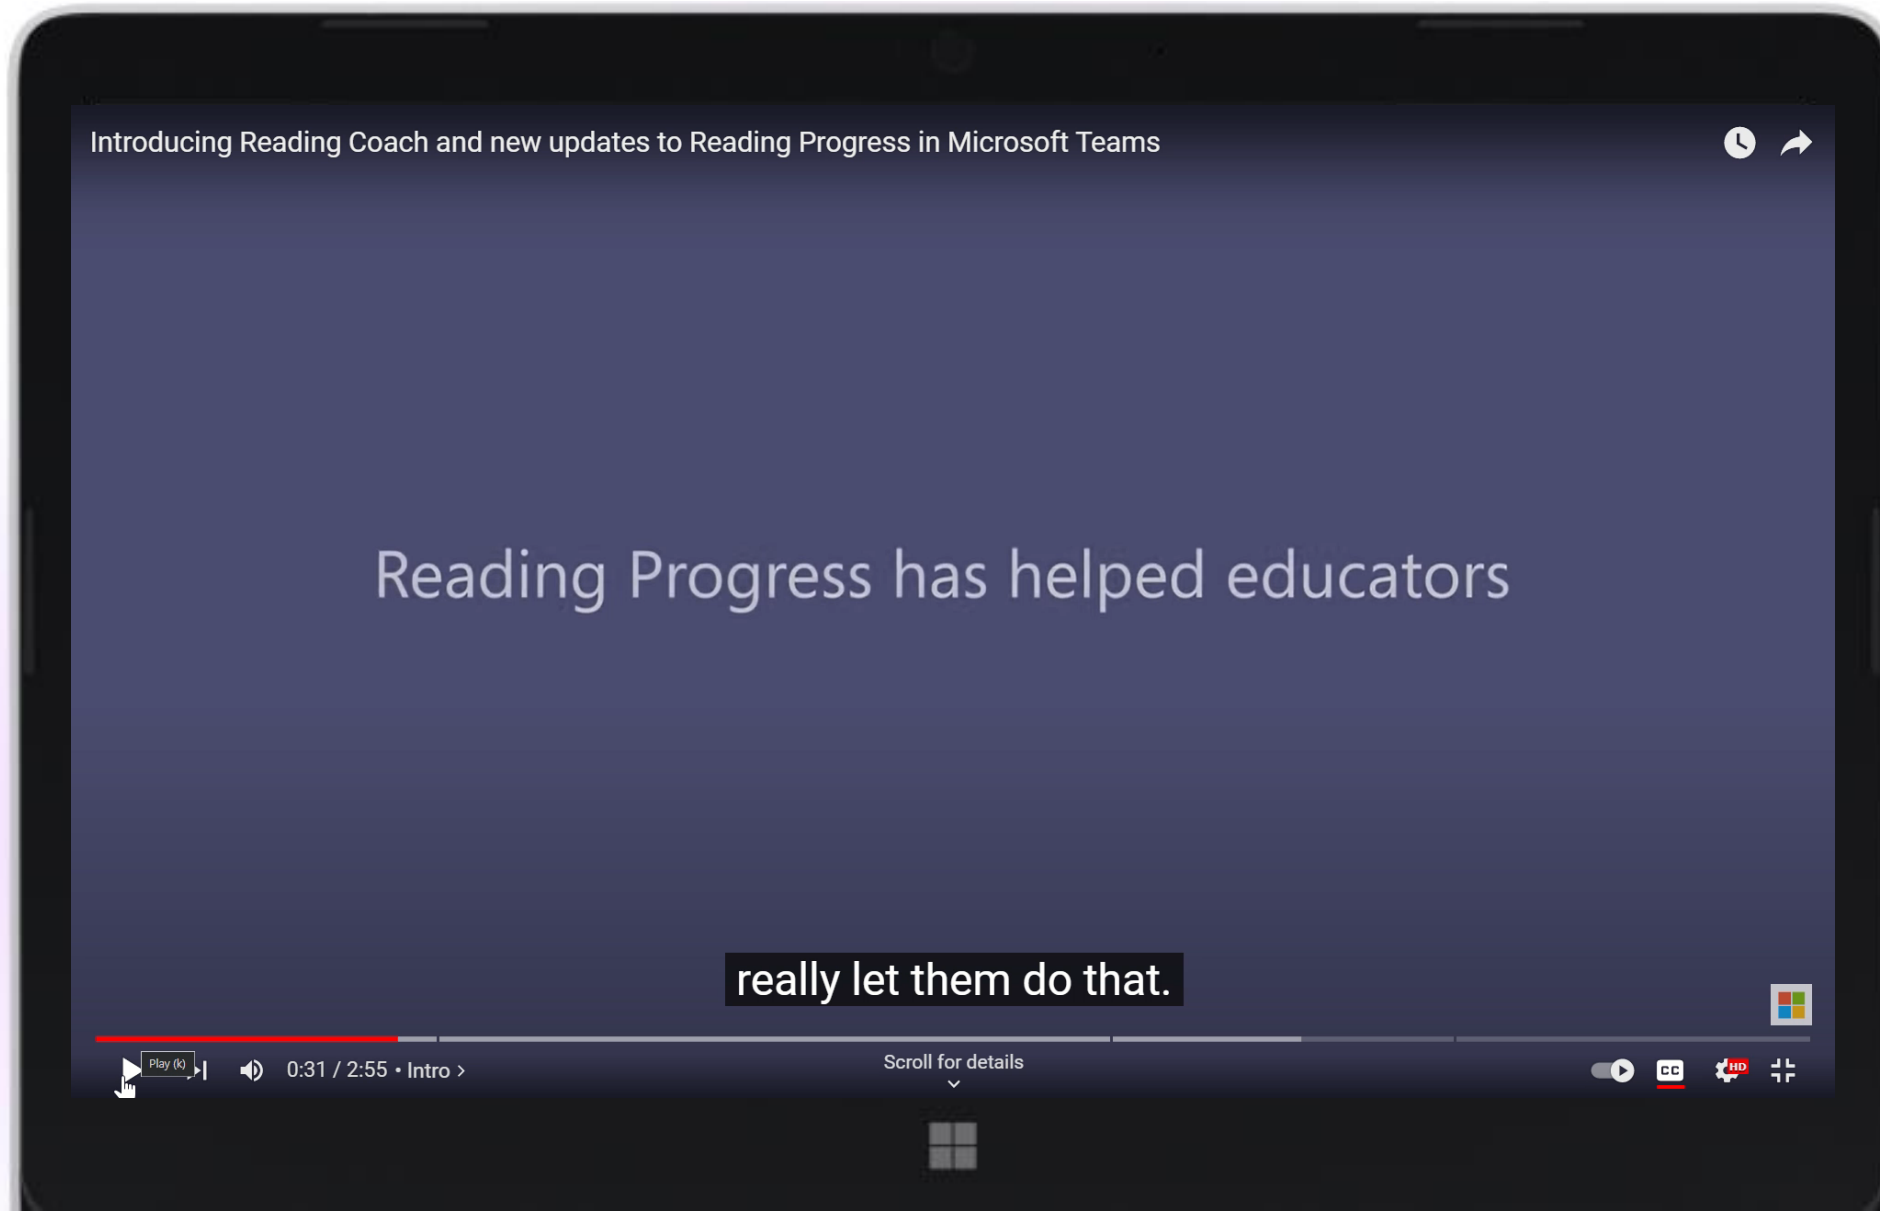 Introducing Reading Coach and new updates to Reading Progress in Microsoft Teams
Reading Progress has helped educators
really let them do that.
Play (k)
0:31 / 2:55 • Intro >
Scroll for details
CC
HD